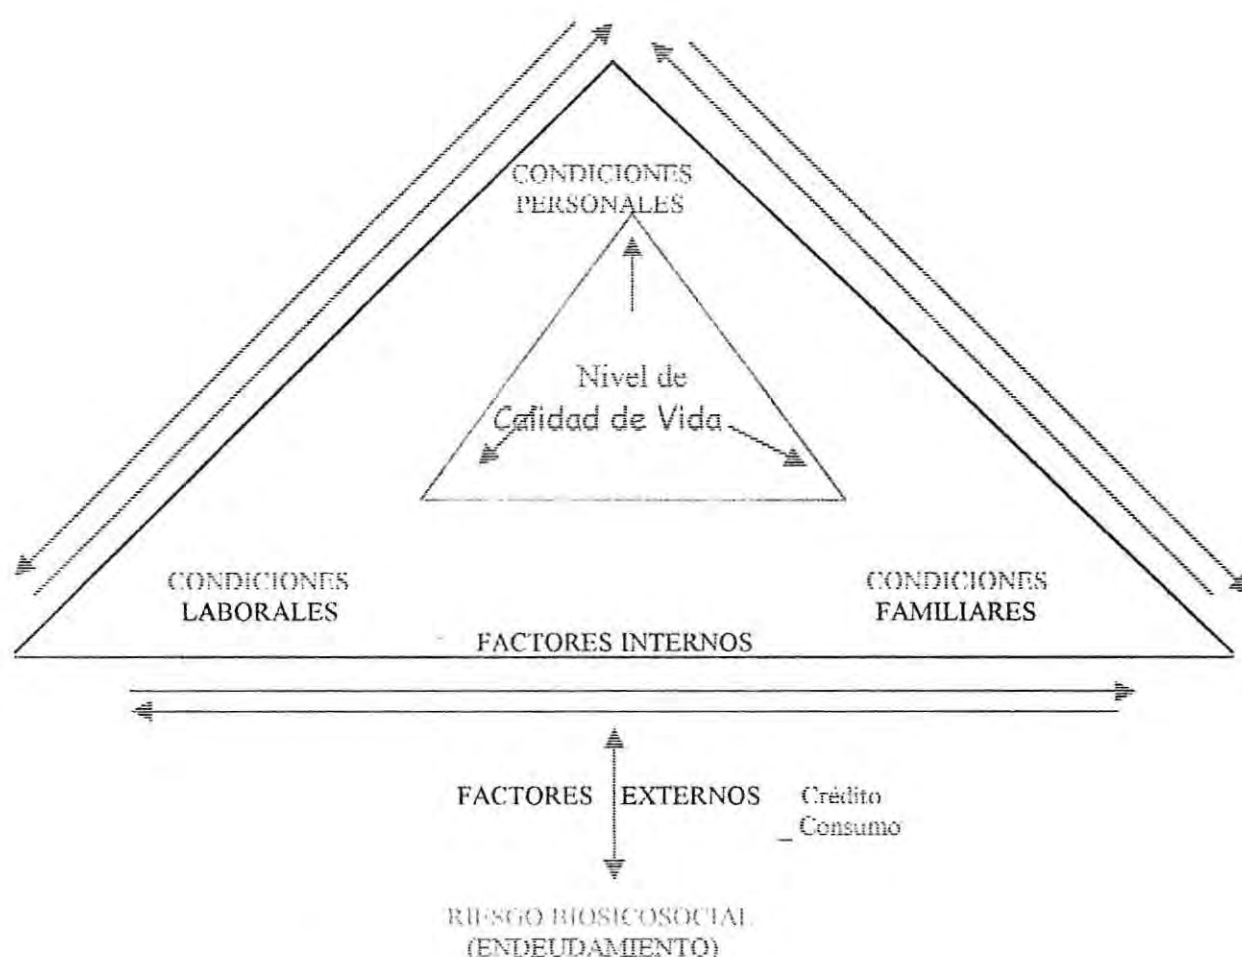 CONDICIONES
PERSONALES
Nivel de
Calidad de Vida
CONDICIONES
LABORALES
CONDICIONES
FAMILIARES
FACTORES INTERNOS
FACTORES EXTERNOS Crédito
_ Consumo
RIESGO BIOSICOSOCIAL
(ENDEUDAMIENTO)